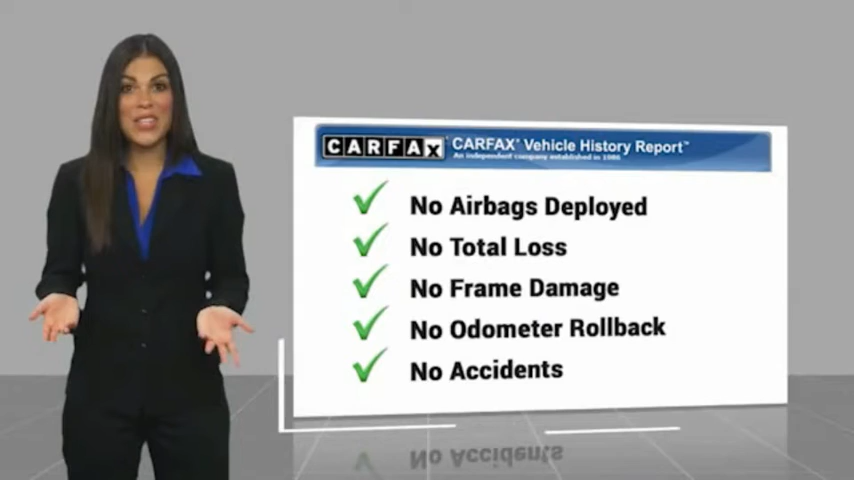 CARFAX CARFAX® Vehicle History Report™
An independent company established in 1986
No Airbags Deployed
No Total Loss
No Frame Damage
No Odometer Rollback
No Accidents
No Accidents